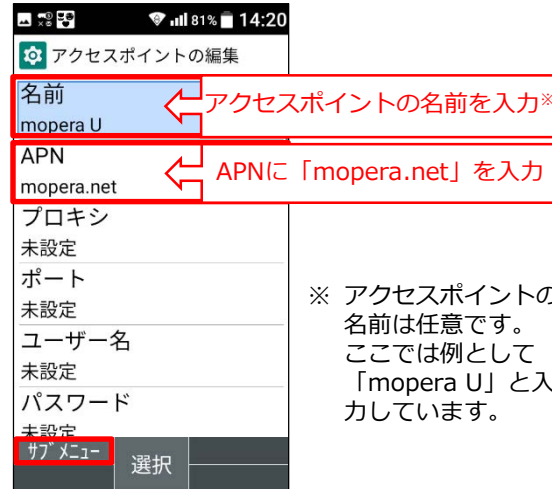 81% 14:20
アクセスポイントの編集
名前
mopera U
アクセスポイントの名前を入力※
APN
mopera.net
APNに「mopera.net」を入力
プロキシ
未設定
ポート
未設定
ユーザー名
未設定
パスワード
未設定
※ アクセスポイントの
名前は任意です。
ここでは例として
「mopera U」と入
力しています。
ｻﾌﾞﾒﾆｭｰ
選択